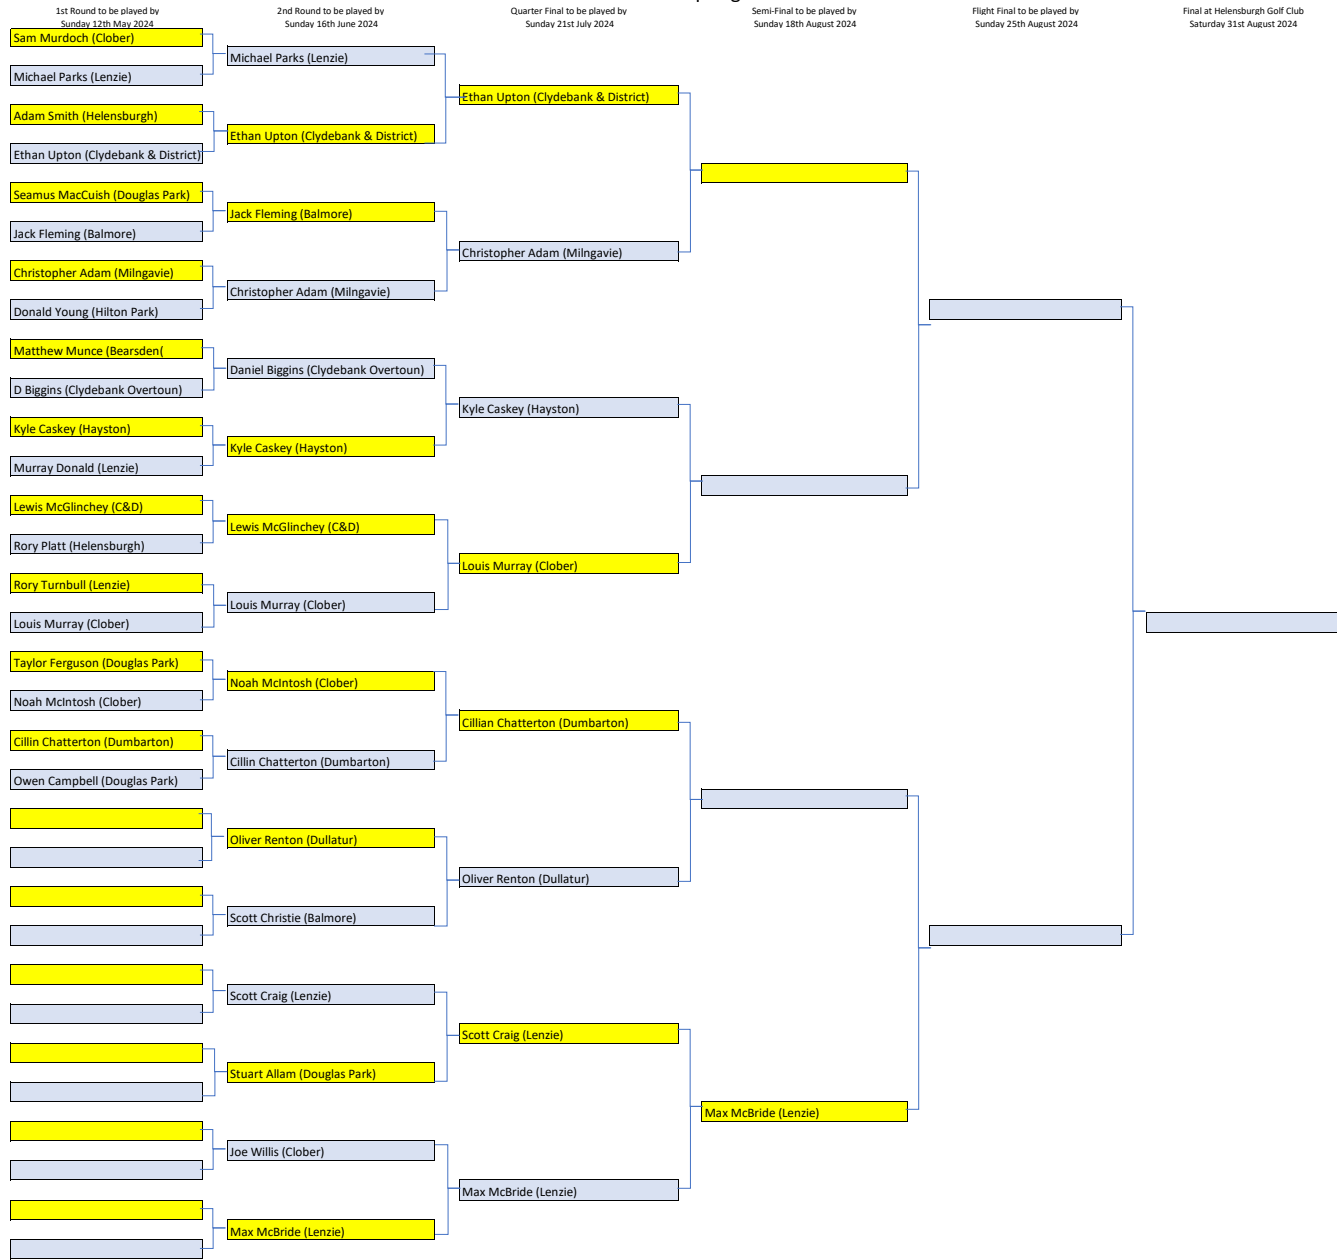 1st Round to be played by
Sunday 12th May 2024
2nd Round to be played by
Sunday 16th June 2024
Quarter Final to be played by
Sunday 21st July 2024
Semi-Final to be played by
Sunday 18th August 2024
Flight Final to be played by
Sunday 25th August 2024
Final at Helensburgh Golf Club
Saturday 31st August 2024
Sam Murdoch (Clober)
Michael Parks (Lenzie)
Adam Smith (Helensburgh)
Ethan Upton (Clydebank & District)
Seamus MacCuish (Douglas Park)
Jack Fleming (Balmore)
Christopher Adam (Milngavie)
Donald Young (Hilton Park)
Matthew Munce (Bearsden(
D Biggins (Clydebank Overtoun)
Kyle Caskey (Hayston)
Murray Donald (Lenzie)
Lewis McGlinchey (C&D)
Rory Platt (Helensburgh)
Rory Turnbull (Lenzie)
Louis Murray (Clober)
Taylor Ferguson (Douglas Park)
Noah McIntosh (Clober)
Cillin Chatterton (Dumbarton)
Owen Campbell (Douglas Park)
Michael Parks (Lenzie)
Ethan Upton (Clydebank & District)
Jack Fleming (Balmore)
Christopher Adam (Milngavie)
Daniel Biggins (Clydebank Overtoun)
Kyle Caskey (Hayston)
Lewis McGlinchey (C&D)
Louis Murray (Clober)
Noah McIntosh (Clober)
Cillin Chatterton (Dumbarton)
Oliver Renton (Dullatur)
Scott Christie (Balmore)
Scott Craig (Lenzie)
Stuart Allam (Douglas Park)
Joe Willis (Clober)
Max McBride (Lenzie)
Ethan Upton (Clydebank & District)
Christopher Adam (Milngavie)
Kyle Caskey (Hayston)
Louis Murray (Clober)
Cillian Chatterton (Dumbarton)
Oliver Renton (Dullatur)
Scott Craig (Lenzie)
Max McBride (Lenzie)
Max McBride (Lenzie)